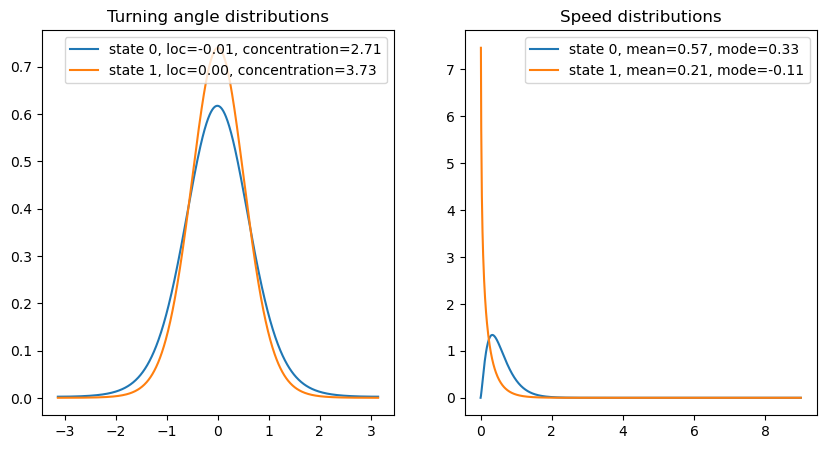 Turning angle distributions
state 0, loc=-0.01, concentration=2.71
state 1, loc=0.00, concentration=3.73
0.7
0.6
0.5
0.4
0.3
0.2
0.1
0.0
−3 −2 −1 0 1 2 3
Speed distributions
state 0, mean=0.57, mode=0.33
state 1, mean=0.21, mode=-0.11
7
6
5
4
3
2
1
0
0 2 4 6 8